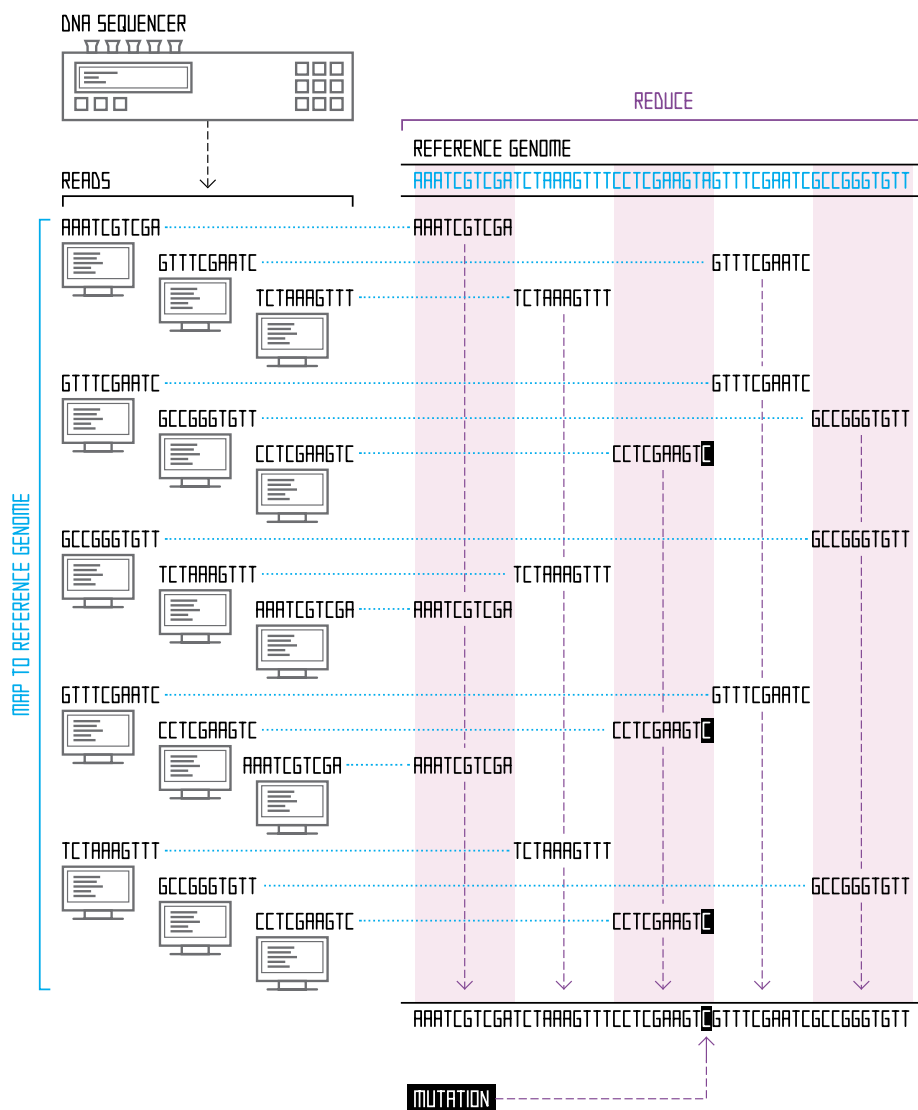 DNA SEQUENCER
REDUCE
REFERENCE GENOME
READS
AAATCGTCGATCTAAAGTTTCCTCGAAGTAGTTTCGAATCGCCGGGTGTT
MAP TO REFERENCE GENOME
AAATCGTCGA AAATCGTCGA
GTTTCGAATC GTTTCGAATC
TCTAAAGTTT TCTAAAGTTT
GTTTCGAATC GTTTCGAATC
GCCGGGTGTT GCCGGGTGTT
CCTCGAAGTC CCTCGAAGTC
GCCGGGTGTT GCCGGGTGTT
TCTAAAGTTT TCTAAAGTTT
AAATCGTCGA AAATCGTCGA
GTTTCGAATC GTTTCGAATC
CCTCGAAGTC CCTCGAAGTC
AAATCGTCGA AAATCGTCGA
TCTAAAGTTT TCTAAAGTTT
GCCGGGTGTT GCCGGGTGTT
CCTCGAAGTC CCTCGAAGTC
AAATCGTCGATCTAAAGTTTCCTCGAAGTCGTTTCGAATCGCCGGGTGTT
MUTATION